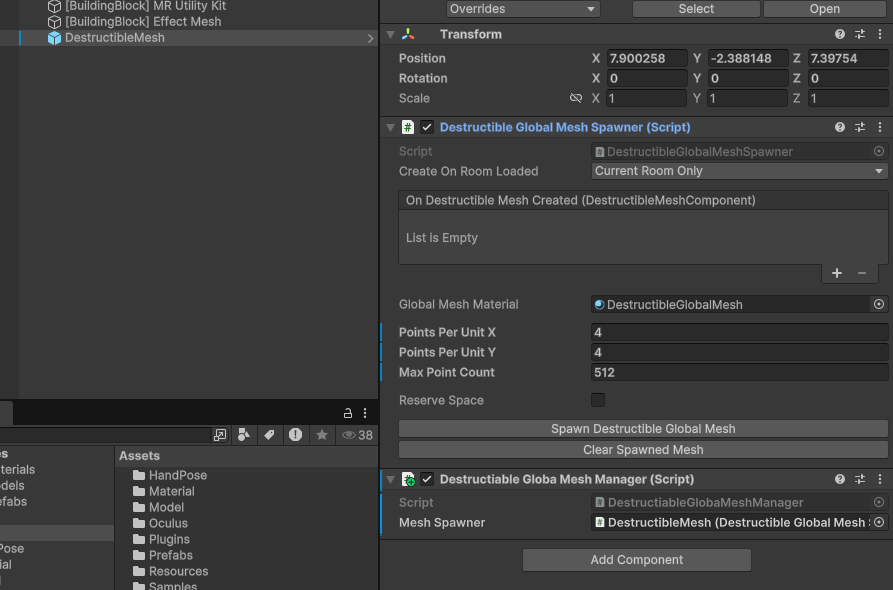 [BuildingBlock] MR Utility Kit
[BuildingBlock] Effect Mesh
DestructibleMesh
Overrides Select Open
Transform
Position X 7.900258 Y -2.388148 Z 7.39754
Rotation X 0 Y 0 Z 0
Scale X 1 Y 1 Z 1
# Destructible Global Mesh Spawner (Script)
Script # DestructibleGlobalMeshSpawner
Create On Room Loaded Current Room Only
On Destructible Mesh Created (DestructibleMeshComponent)
List is Empty
+ −
Global Mesh Material DestructibleGlobalMesh
Points Per Unit X 4
Points Per Unit Y 4
Max Point Count 512
Reserve Space
Spawn Destructible Global Mesh
Clear Spawned Mesh
# Destructiable Globa Mesh Manager (Script)
Script # DestructiableGlobaMeshManager
Mesh Spawner # DestructibleMesh (Destructible Global Mesh
Add Component
38
es
terials
odels
efabs
Pose
ial
Assets
HandPose
Material
Model
Oculus
Plugins
Prefabs
Resources
Samples